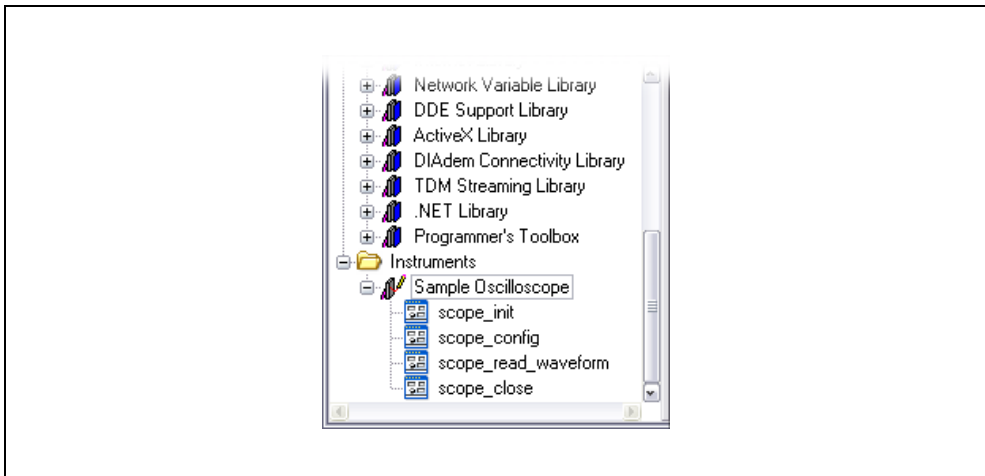 Network Variable Library
DDE Support Library
ActiveX Library
DIAdem Connectivity Library
TDM Streaming Library
.NET Library
Programmer's Toolbox
Instruments
Sample Oscilloscope
scope_init
scope_config
scope_read_waveform
scope_close